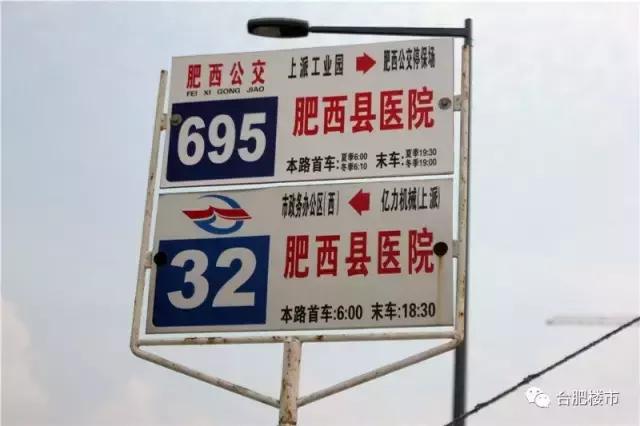 肥西公交 上派工业园 肥西公交停保场
FEI XI GONG JIAO
695 肥西县医院
本路首车:夏季6:00 冬季6:10 末车:夏季19:30 冬季19:00
市政务办公区(西) 亿力机械(上派)
32 肥西县医院
本路首车:6:00 末车:18:30
合肥楼市